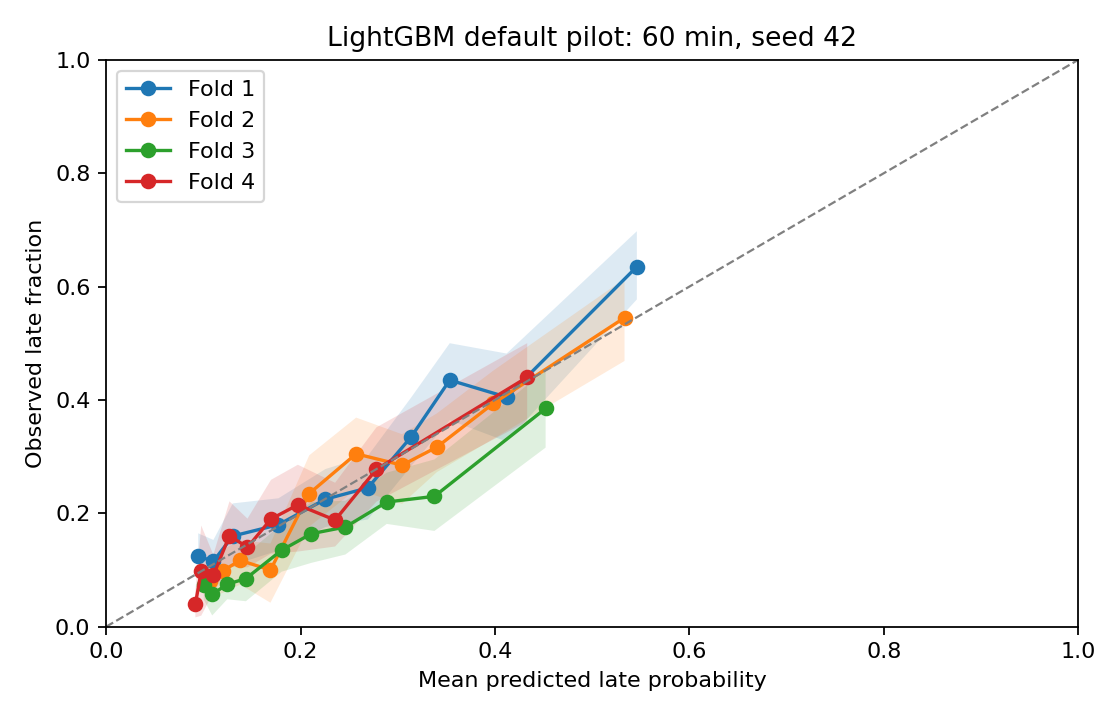 LightGBM default pilot: 60 min, seed 42
1.0
0.8
0.6
0.4
0.2
0.0
Observed late fraction
Fold 1
Fold 2
Fold 3
Fold 4
0.0 0.2 0.4 0.6 0.8 1.0
Mean predicted late probability